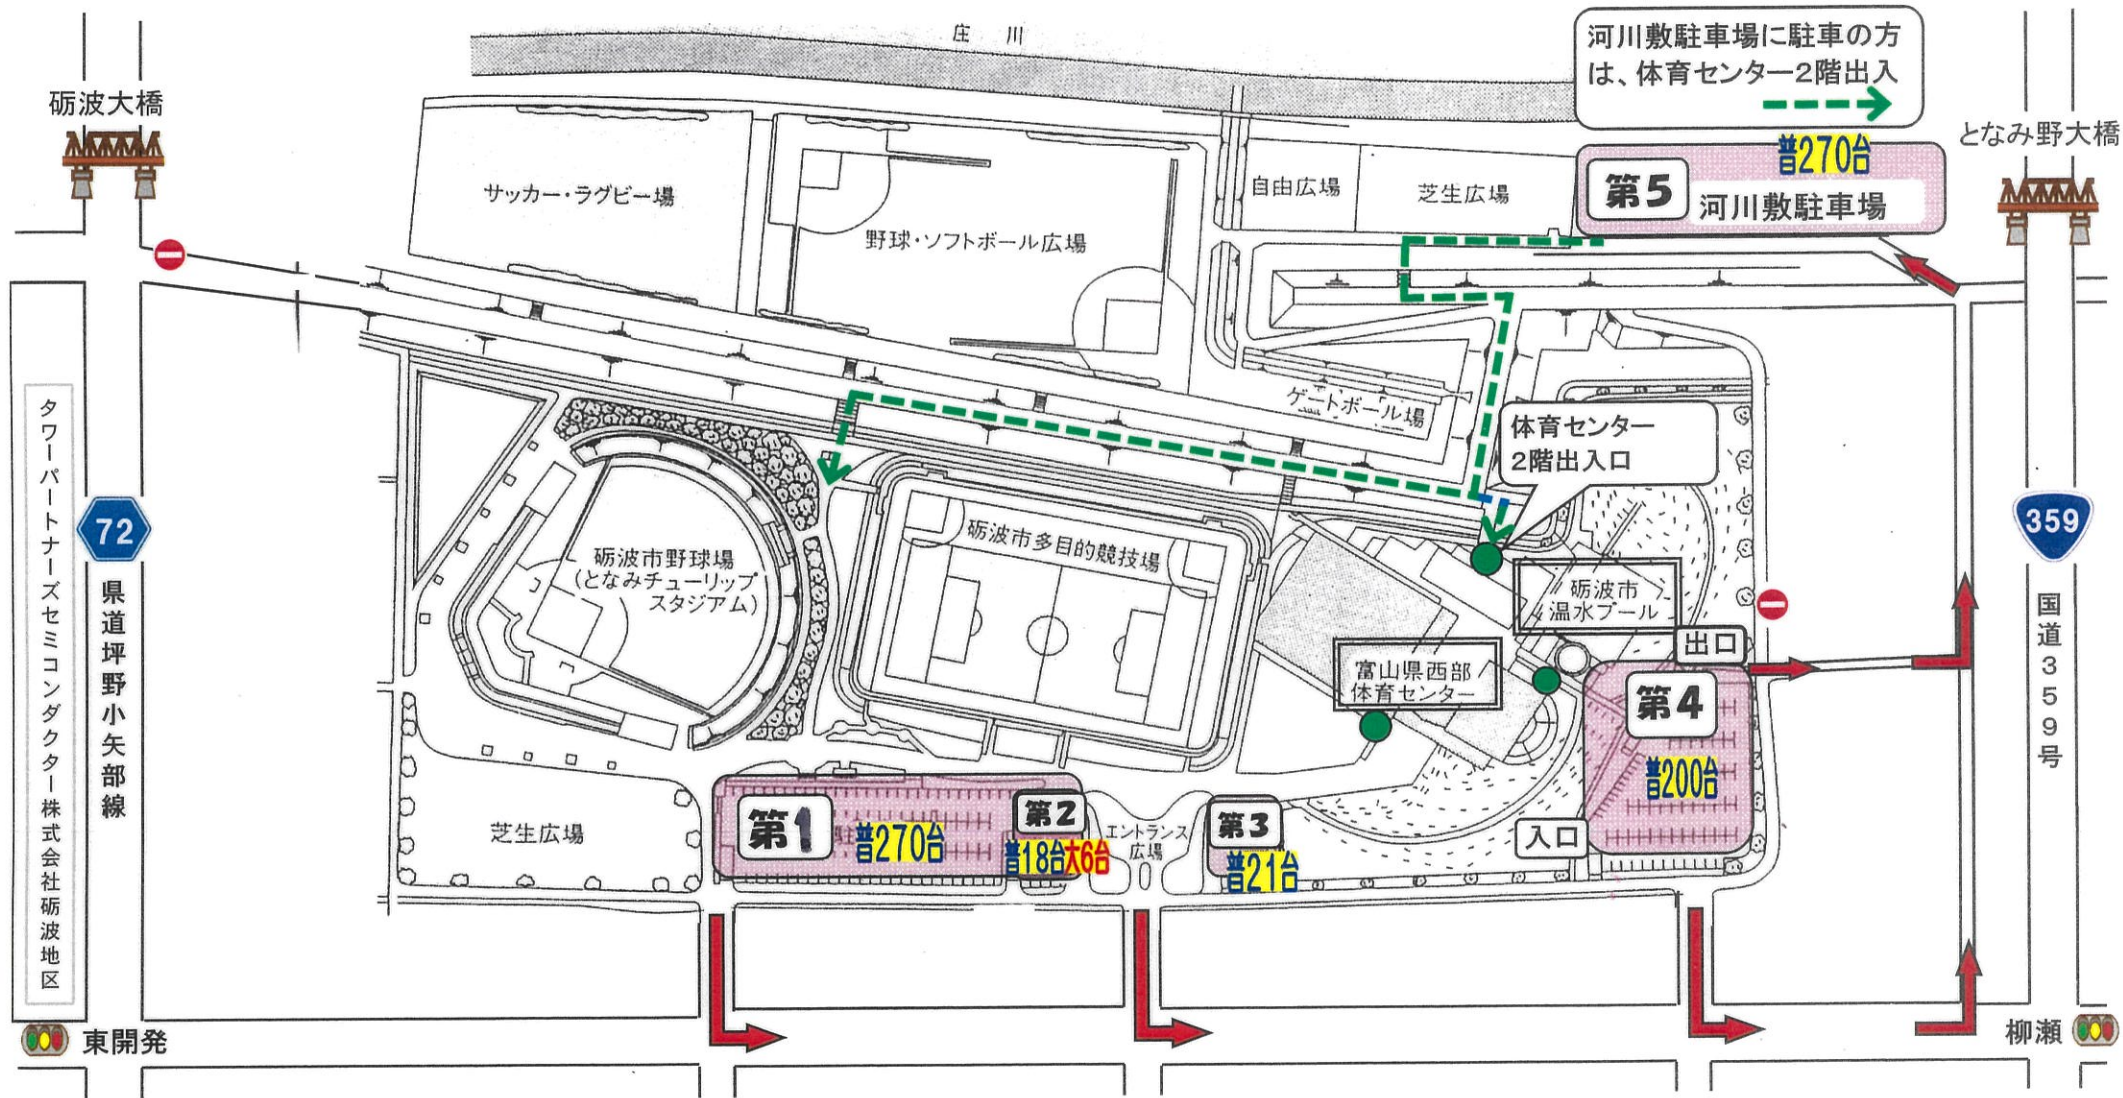 庄川
河川敷駐車場に駐車の方
は、体育センター2階出入
砺波大橋
となみ野大橋
普270台
第5
河川敷駐車場
サッカー・ラグビー場
野球・ソフトボール広場
自由広場
芝生広場
ゲートボール場
体育センター
2階出入口
タワーパートナーズセミコンダクター株式会社砺波地区
72
県道坪野小矢部線
359
国道359号
砺波市野球場
(となみチューリップ
スタジアム)
砺波市多目的競技場
砺波市
温水プール
富山県西部
体育センター
出口
第4
普200台
入口
芝生広場
第1
普270台
第2
普18台大6台
エントランス
広場
第3
普21台
東開発
柳瀬